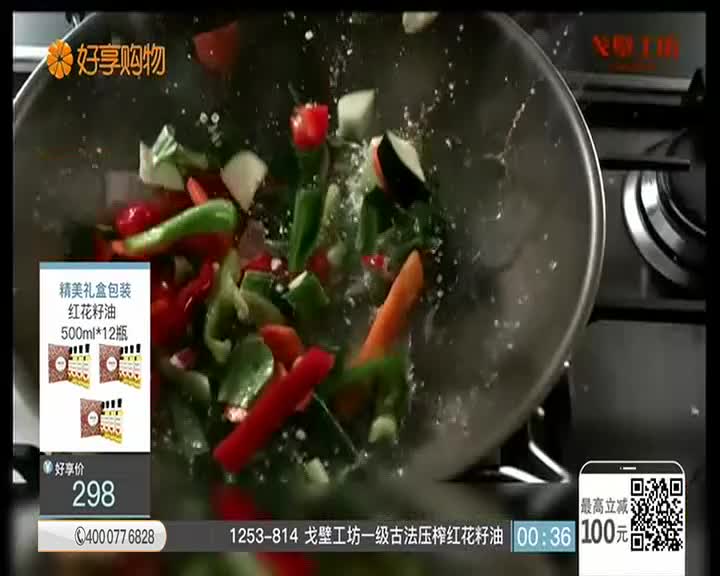 好享购物
戈壁工坊
精美礼盒包装
红花籽油
500ml*12瓶
好享价
298
最高立减
100元
4000776828
1253-814 戈壁工坊一级古法压榨红花籽油
00:36